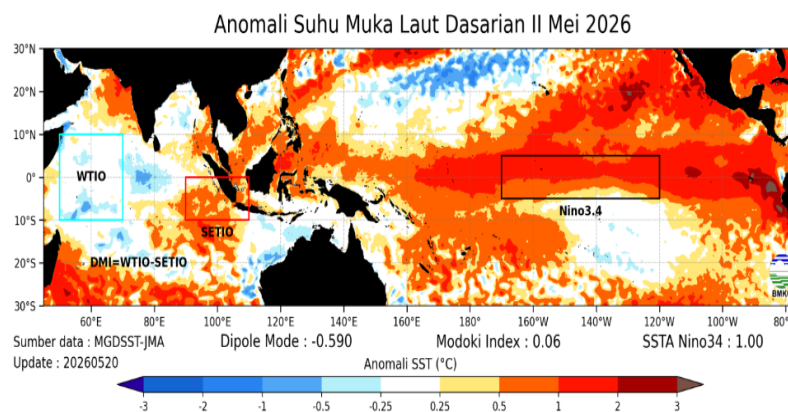 Anomali Suhu Muka Laut Dasarian II Mei 2026
30°N
20°N
10°N
0°
10°S
20°S
30°S
WTIO
SETIO
DMI=WTIO-SETIO
Nino3.4
BMKG
60°E 80°E 100°E 120°E 140°E 160°E 180° 160°W 140°W 120°W 100°W 80°
Sumber data : MGDSST-JMA
Dipole Mode : -0.590
Modoki Index : 0.06
SSTA Nino34 : 1.00
Update : 20260520
Anomali SST (°C)
-3 -2 -1 -0.5 -0.25 0.25 0.5 1 2 3